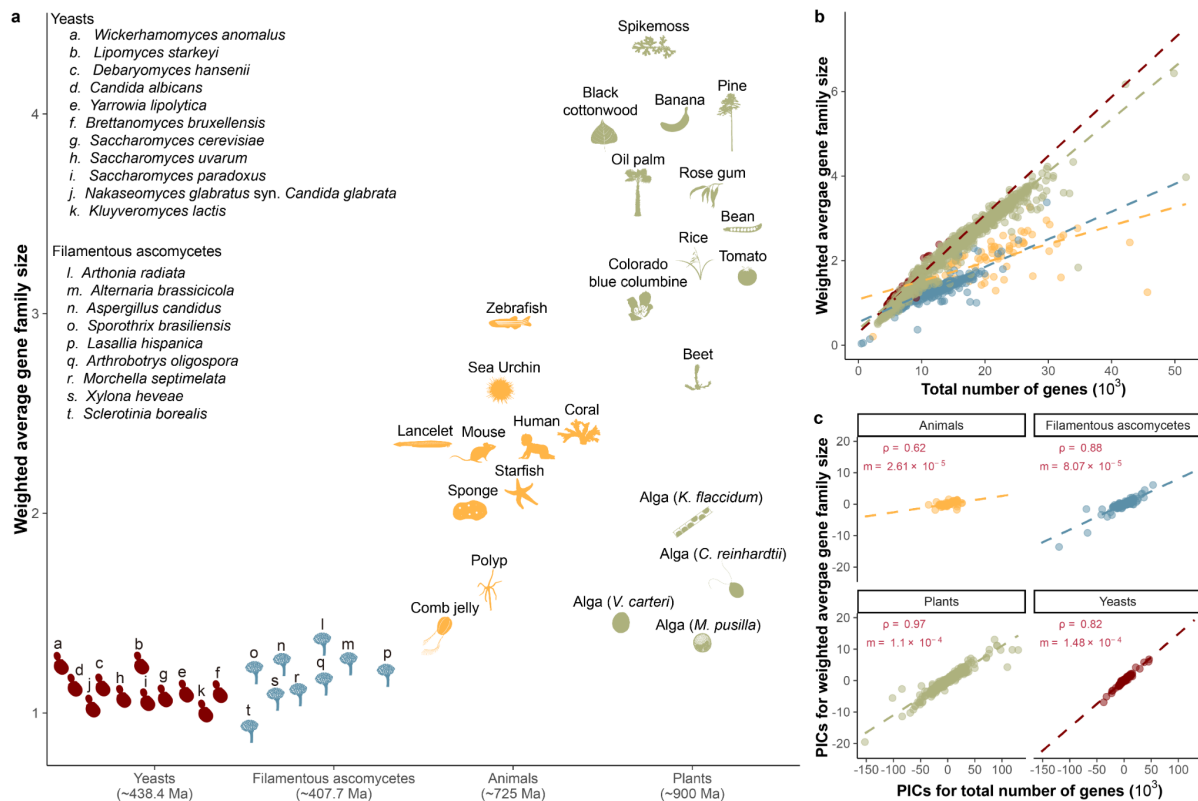 a
Yeasts
a. Wickerhamomyces anomalus
b. Lipomyces starkeyi
c. Debaryomyces hansenii
d. Candida albicans
e. Yarrowia lipolytica
f. Brettanomyces bruxellensis
g. Saccharomyces cerevisiae
h. Saccharomyces uvarum
i. Saccharomyces paradoxus
j. Nakaseomyces glabratus syn. Candida glabrata
k. Kluyveromyces lactis
Filamentous ascomycetes
l. Arthonia radiata
m. Alternaria brassicicola
n. Aspergillus candidus
o. Sporothrix brasiliensis
p. Lasallia hispanica
q. Arthrobotrys oligospora
r. Morchella septimelata
s. Xylona heveae
t. Sclerotinia borealis
Weighted average gene family size
4
3
2
1
Spikemoss
Black
cottonwood
Banana
Pine
Oil palm
Rose gum
Bean
Rice
Tomato
Colorado
blue columbine
Zebrafish
Beet
Sea Urchin
Lancelet
Mouse
Human
Coral
Starfish
Sponge
Alga (K. flaccidum)
Polyp
Alga (C. reinhardtii)
Comb jelly
Alga (V. carteri)
Alga (M. pusilla)
a
b
c
d
j
h
i
g
e
k
f
l
n
m
o
q
p
s
r
t
Yeasts
(~438.4 Ma)
Filamentous ascomycetes
(~407.7 Ma)
Animals
(~725 Ma)
Plants
(~900 Ma)
b
Weighted avergae gene family size
6
4
2
0
0
10
20
30
40
50
Total number of genes (10³)
c
PICs for weighted avergae gene family size
Animals
ρ = 0.62
m = 2.61 × 10⁻⁵
Filamentous ascomycetes
ρ = 0.88
m = 8.07 × 10⁻⁵
20
10
0
-10
-20
Plants
ρ = 0.97
m = 1.1 × 10⁻⁴
Yeasts
ρ = 0.82
m = 1.48 × 10⁻⁴
20
10
0
-10
-20
-150 -100 -50 0 50 100
-150 -100 -50 0 50 100
PICs for total number of genes (10³)